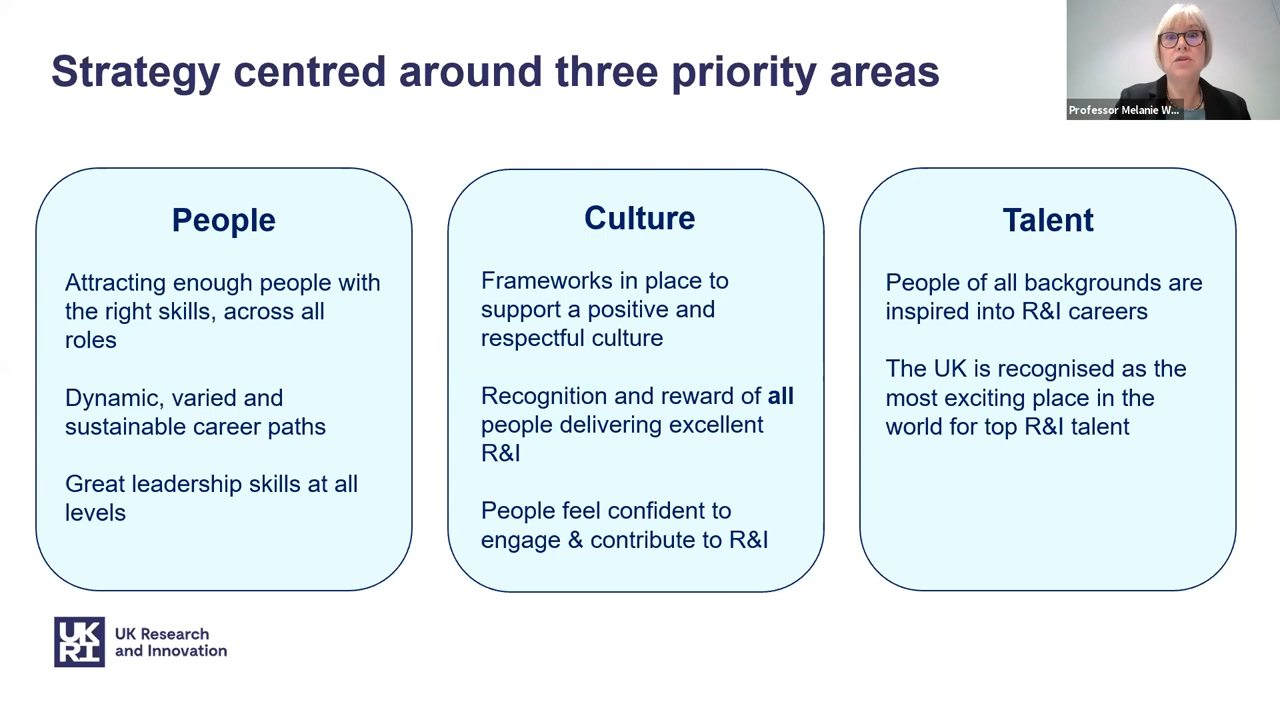 Strategy centred around three priority areas
Professor Melanie W...
People
Attracting enough people with
the right skills, across all
roles
Dynamic, varied and
sustainable career paths
Great leadership skills at all
levels
Culture
Frameworks in place to
support a positive and
respectful culture
Recognition and reward of all
people delivering excellent
R&I
People feel confident to
engage & contribute to R&I
Talent
People of all backgrounds are
inspired into R&I careers
The UK is recognised as the
most exciting place in the
world for top R&I talent
UK
RI
UK Research
and Innovation